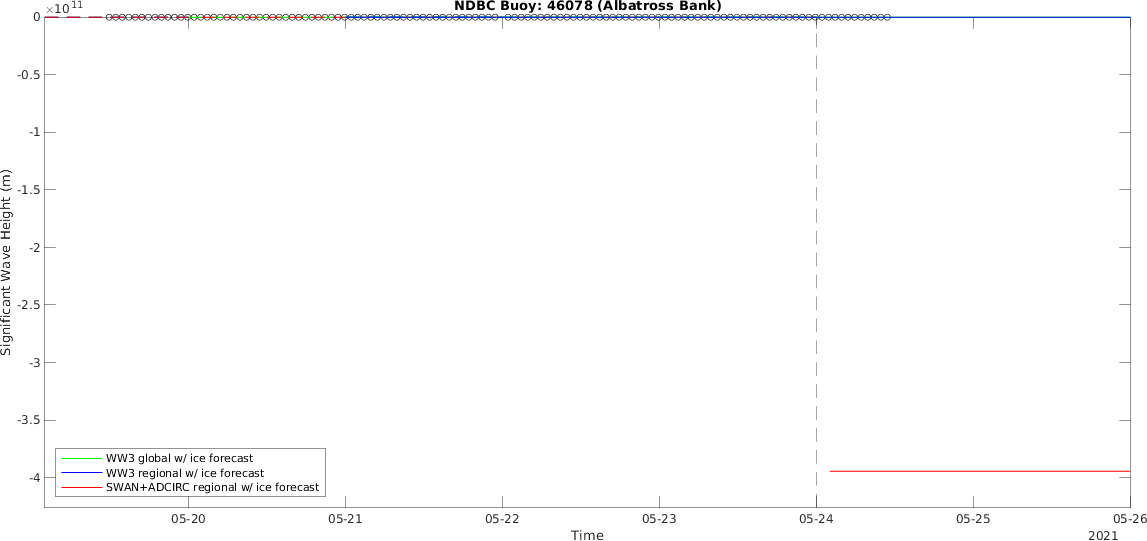 NDBC Buoy: 46078 (Albatross Bank)
×10^11
0
-0.5
-1
-1.5
-2
-2.5
-3
-3.5
-4
Significant Wave Height (m)
WW3 global w/ ice forecast
WW3 regional w/ ice forecast
SWAN+ADCIRC regional w/ ice forecast
05-20 05-21 05-22 05-23 05-24 05-25 05-26
Time
2021